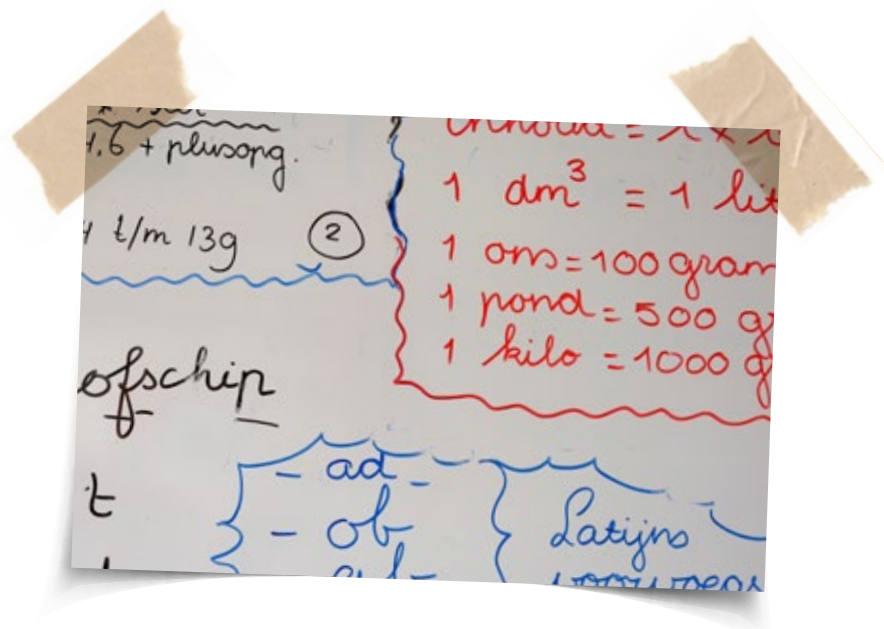 4.6 + plusopg.
t/m 13g 2
1 dm³ = 1 lit
1 ons = 100 gram
1 pond = 500 g
1 kilo = 1000 g
ofschip
t
- ad -
- ob
Latijns